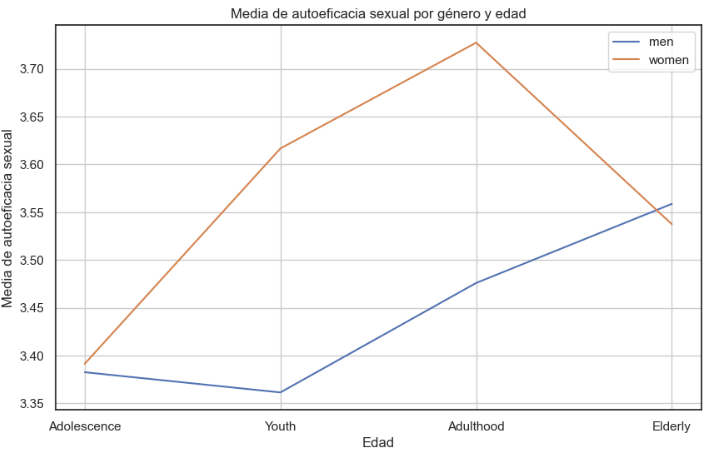 Media de autoeficacia sexual por género y edad
men
women
Media de autoeficacia sexual
3.70
3.65
3.60
3.55
3.50
3.45
3.40
3.35
Adolescence
Youth
Adulthood
Elderly
Edad